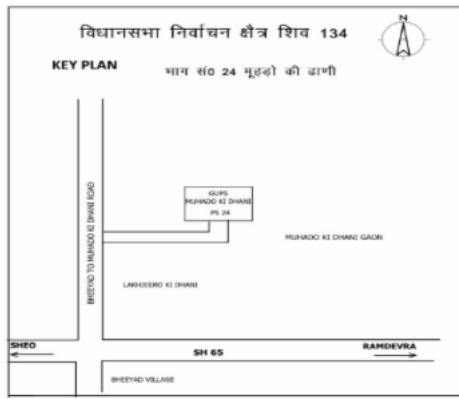 विधानसभा निर्वाचन क्षैत्र शिव 134
N
KEY PLAN
भाग सं0 24 मूहड़ो की ढाणी
BHEEYAD TO MUHADO KI DHANI ROAD
GUPS
MUHADO KI DHANI
PS 24
MUHADO KI DHANI GAON
LAKHJEERO KI DHANI
SHEO
SH 65
RAMDEVRA
BHEEYAD VILLAGE